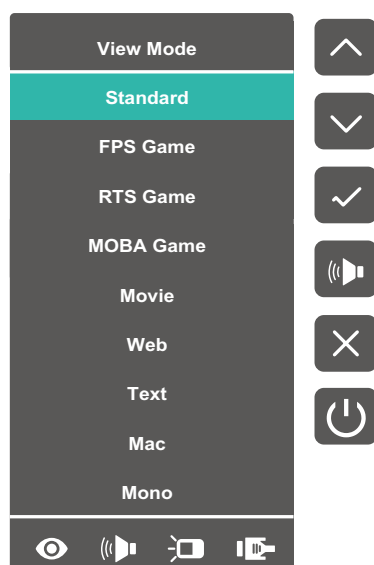 View Mode
Standard
FPS Game
RTS Game
MOBA Game
Movie
Web
Text
Mac
Mono